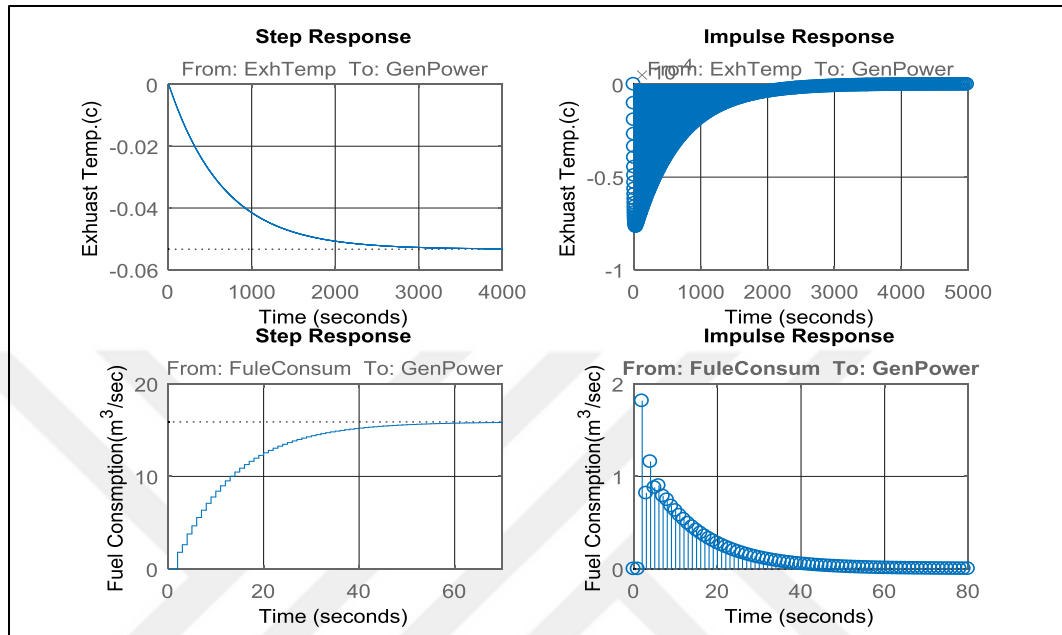 Step Response
From: ExhTemp To: GenPower
0
-0.02
-0.04
-0.06
Exhuast Temp.(c)
0 1000 2000 3000 4000
Time (seconds)
Impulse Response
× 10-4
From: ExhTemp To: GenPower
0
-0.5
-1
Exhuast Temp.(c)
0 1000 2000 3000 4000 5000
Time (seconds)
Step Response
From: FuleConsum To: GenPower
20
10
0
Fuel Consmption(m³/sec)
0 20 40 60
Time (seconds)
Impulse Response
From: FuleConsum To: GenPower
2
1
0
Fuel Consmption(m³/sec)
0 20 40 60 80
Time (seconds)